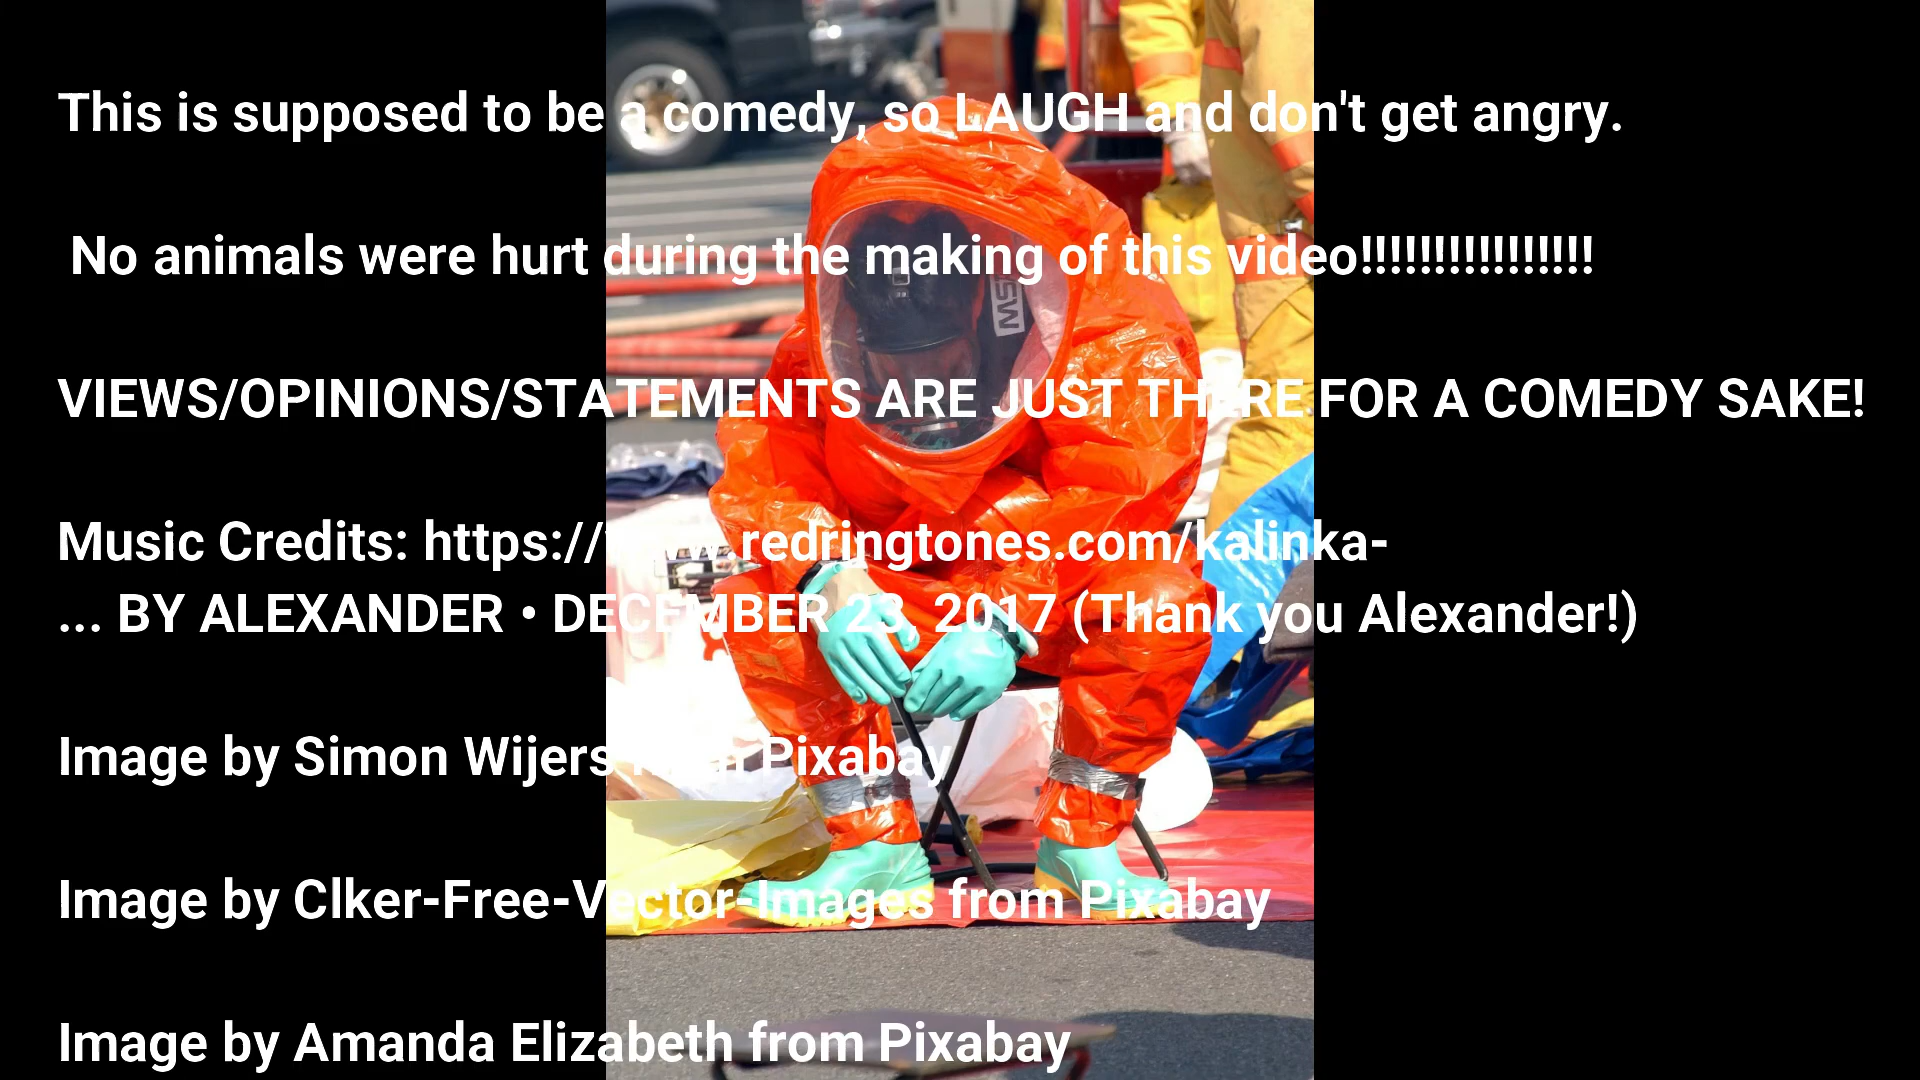 This is supposed to be a comedy, so LAUGH and don't get angry.
No animals were hurt during the making of this video!!!!!!!!!!!!!!!!
VIEWS/OPINIONS/STATEMENTS ARE JUST THERE FOR A COMEDY SAKE!
Music Credits: https://www.redringtones.com/kalinka-
... BY ALEXANDER • DECEMBER 23, 2017 (Thank you Alexander!)
Image by Simon Wijers from Pixabay
Image by Clker-Free-Vector-Images from Pixabay
Image by Amanda Elizabeth from Pixabay
MSA